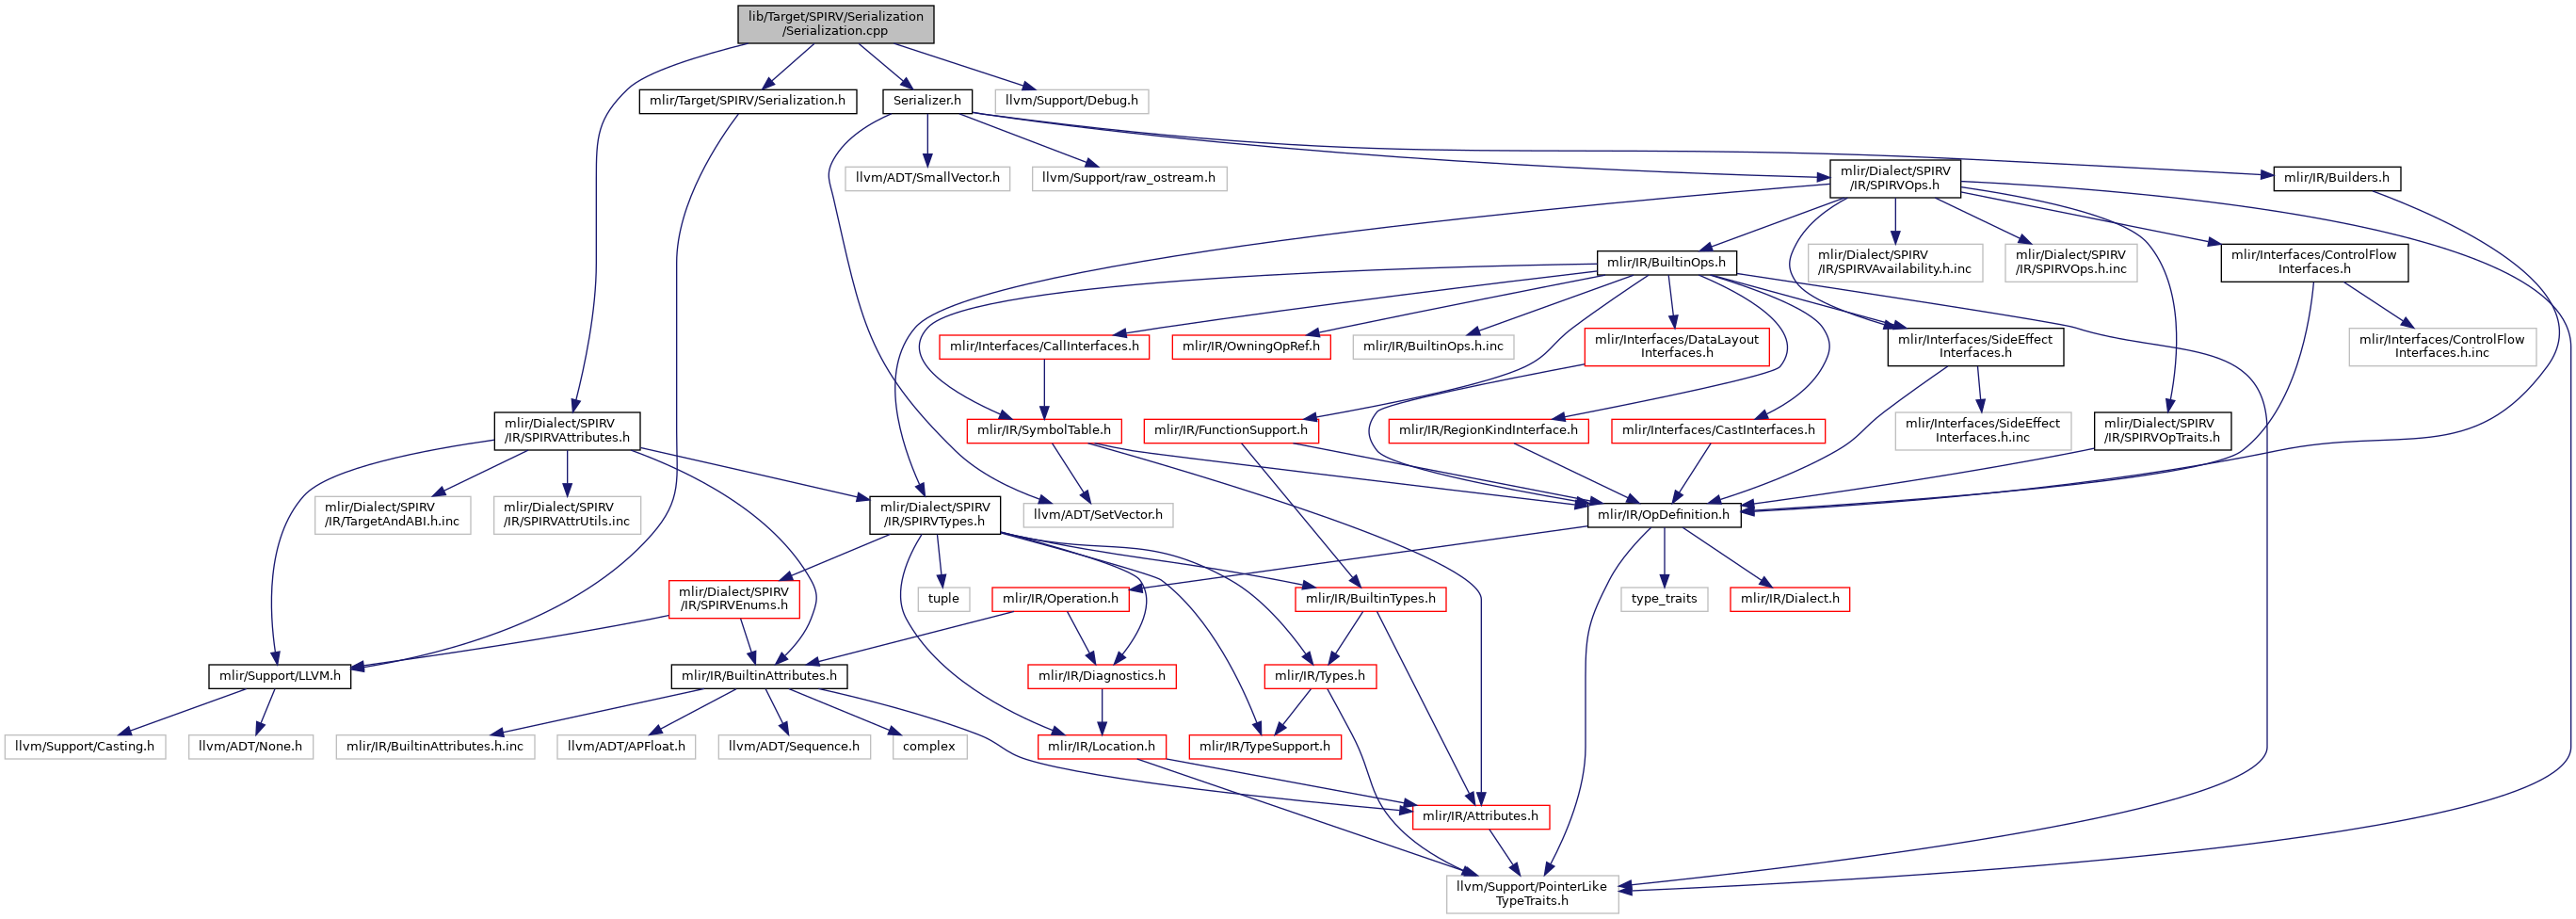 lib/Target/SPIRV/Serialization
/Serialization.cpp
mlir/Target/SPIRV/Serialization.h
Serializer.h
llvm/Support/Debug.h
llvm/ADT/SmallVector.h
llvm/Support/raw_ostream.h
mlir/Dialect/SPIRV
/IR/SPIRVOps.h
mlir/IR/Builders.h
mlir/IR/BuiltinOps.h
mlir/Dialect/SPIRV
/IR/SPIRVAvailability.h.inc
mlir/Dialect/SPIRV
/IR/SPIRVOps.h.inc
mlir/Interfaces/ControlFlow
Interfaces.h
mlir/Interfaces/CallInterfaces.h
mlir/IR/OwningOpRef.h
mlir/IR/BuiltinOps.h.inc
mlir/Interfaces/DataLayout
Interfaces.h
mlir/Interfaces/SideEffect
Interfaces.h
mlir/Interfaces/ControlFlow
Interfaces.h.inc
mlir/Dialect/SPIRV
/IR/SPIRVAttributes.h
mlir/IR/SymbolTable.h
mlir/IR/FunctionSupport.h
mlir/IR/RegionKindInterface.h
mlir/Interfaces/CastInterfaces.h
mlir/Interfaces/SideEffect
Interfaces.h.inc
mlir/Dialect/SPIRV
/IR/SPIRVOpTraits.h
mlir/Dialect/SPIRV
/IR/TargetAndABI.h.inc
mlir/Dialect/SPIRV
/IR/SPIRVAttrUtils.inc
mlir/Dialect/SPIRV
/IR/SPIRVTypes.h
llvm/ADT/SetVector.h
mlir/IR/OpDefinition.h
mlir/Dialect/SPIRV
/IR/SPIRVEnums.h
tuple
mlir/IR/Operation.h
mlir/IR/BuiltinTypes.h
type_traits
mlir/IR/Dialect.h
mlir/Support/LLVM.h
mlir/IR/BuiltinAttributes.h
mlir/IR/Diagnostics.h
mlir/IR/Types.h
llvm/Support/Casting.h
llvm/ADT/None.h
mlir/IR/BuiltinAttributes.h.inc
llvm/ADT/APFloat.h
llvm/ADT/Sequence.h
complex
mlir/IR/Location.h
mlir/IR/TypeSupport.h
mlir/IR/Attributes.h
llvm/Support/PointerLike
TypeTraits.h